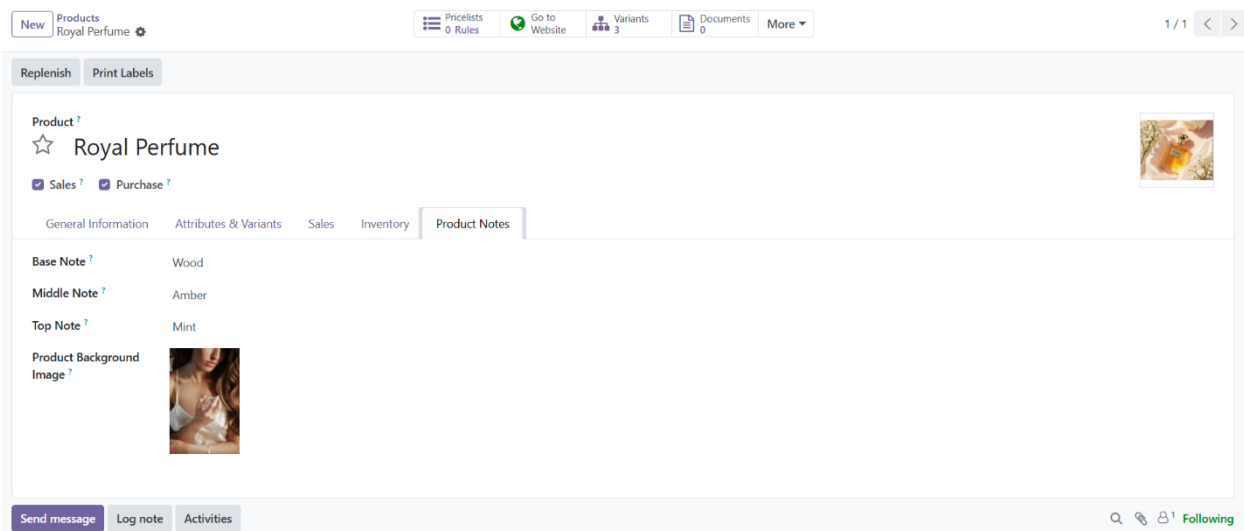 New
Products
Royal Perfume
Pricelists
0 Rules
Go to
Website
Variants
3
Documents
0
More
1 / 1
Replenish
Print Labels
Product ?
Royal Perfume
Sales ?
Purchase ?
General Information
Attributes & Variants
Sales
Inventory
Product Notes
Base Note ?
Wood
Middle Note ?
Amber
Top Note ?
Mint
Product Background
Image ?
Send message
Log note
Activities
1
Following